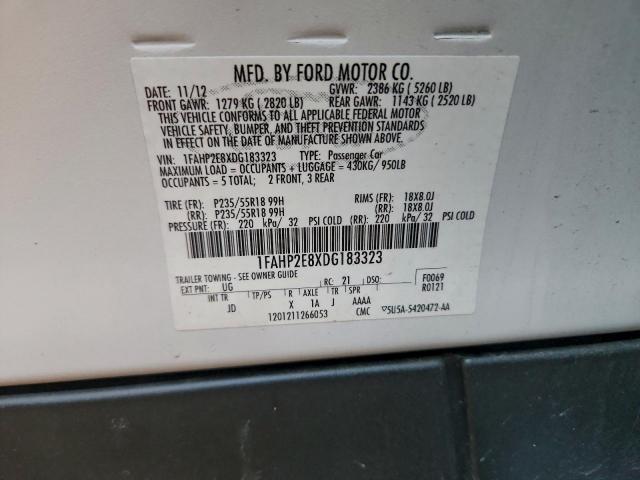 MFD. BY FORD MOTOR CO.
DATE: 11/12 GVWR: 2386 KG ( 5260 LB)
FRONT GAWR: 1279 KG ( 2820 LB) REAR GAWR: 1143 KG ( 2520 LB)
THIS VEHICLE CONFORMS TO ALL APPLICABLE FEDERAL MOTOR
VEHICLE SAFETY, BUMPER, AND THEFT PREVENTION STANDARDS
IN EFFECT ON THE DATE OF MANUFACTURE SHOWN ABOVE.
VIN: 1FAHP2E8XDG183323 TYPE: Passenger Car
MAXIMUM LOAD = OCCUPANTS + LUGGAGE = 430KG/ 950LB
OCCUPANTS = 5 TOTAL; 2 FRONT, 3 REAR
TIRE (FR): P235/55R18 99H RIMS (FR): 18X8.0J
(RR): P235/55R18 99H (RR): 18X8.0J
PRESSURE (FR): 220 kPa/ 32 PSI COLD (RR): 220 kPa/ 32 PSI COLD
1FAHP2E8XDG183323
TRAILER TOWING - SEE OWNER GUIDE
EXT PNT: UG RC: 21 DSO: F0069
TP/PS R AXLE TR SPR R0121
JD X 1A J AAAA
1201211266053 CMC ▽5U5A-5420472-AA